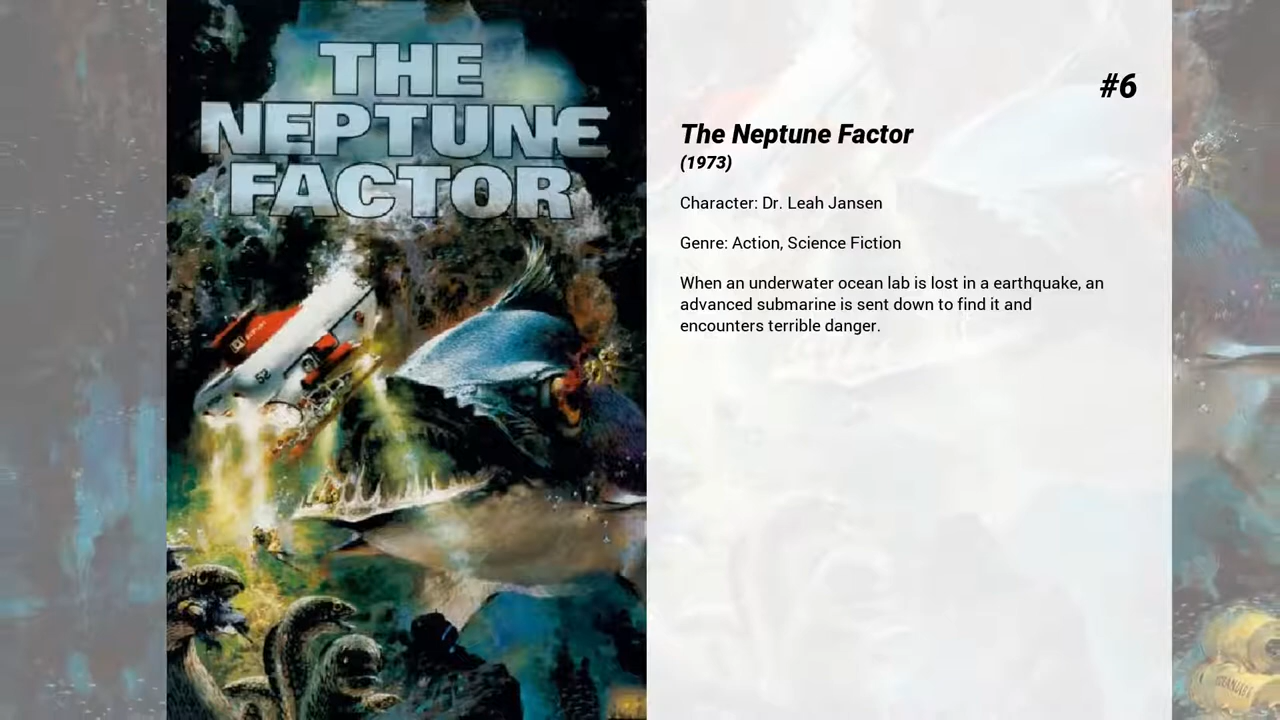 THE
NEPTUNE
FACTOR
#6
The Neptune Factor
(1973)
Character: Dr. Leah Jansen
Genre: Action, Science Fiction
When an underwater ocean lab is lost in a earthquake, an
advanced submarine is sent down to find it and
encounters terrible danger.